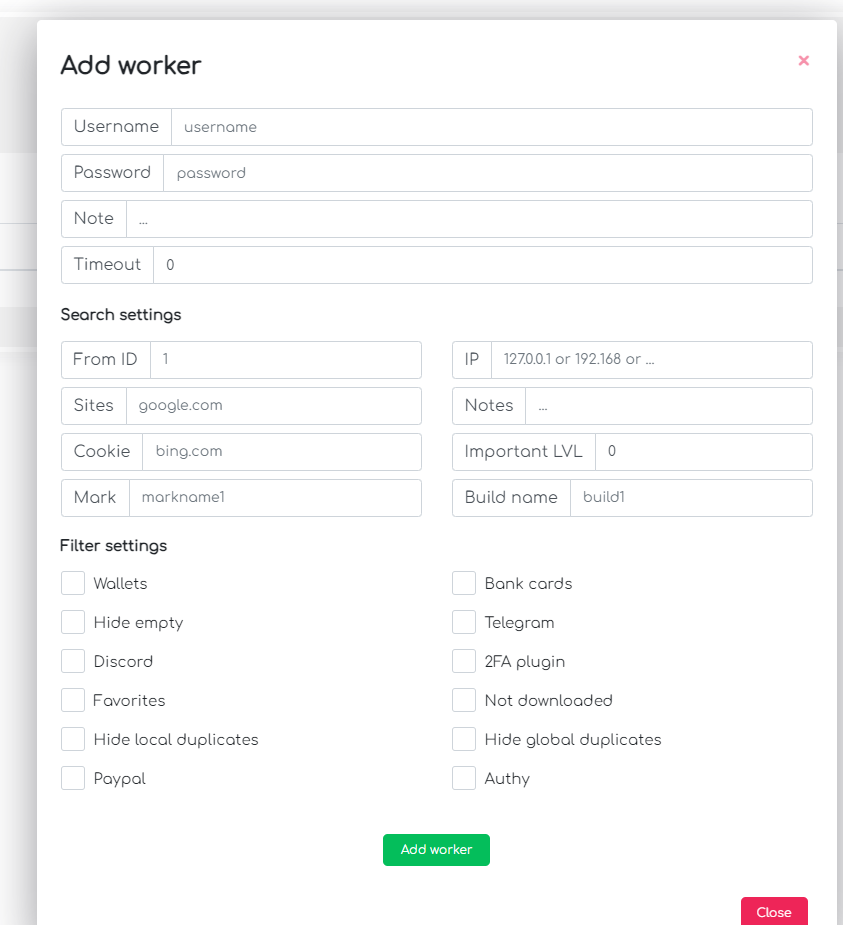 Add worker
×
Username username
Password password
Note ...
Timeout 0
Search settings
From ID 1
IP 127.0.0.1 or 192.168 or ...
Sites google.com
Notes ...
Cookie bing.com
Important LVL 0
Mark markname1
Build name build1
Filter settings
Wallets
Bank cards
Hide empty
Telegram
Discord
2FA plugin
Favorites
Not downloaded
Hide local duplicates
Hide global duplicates
Paypal
Authy
Add worker
Close